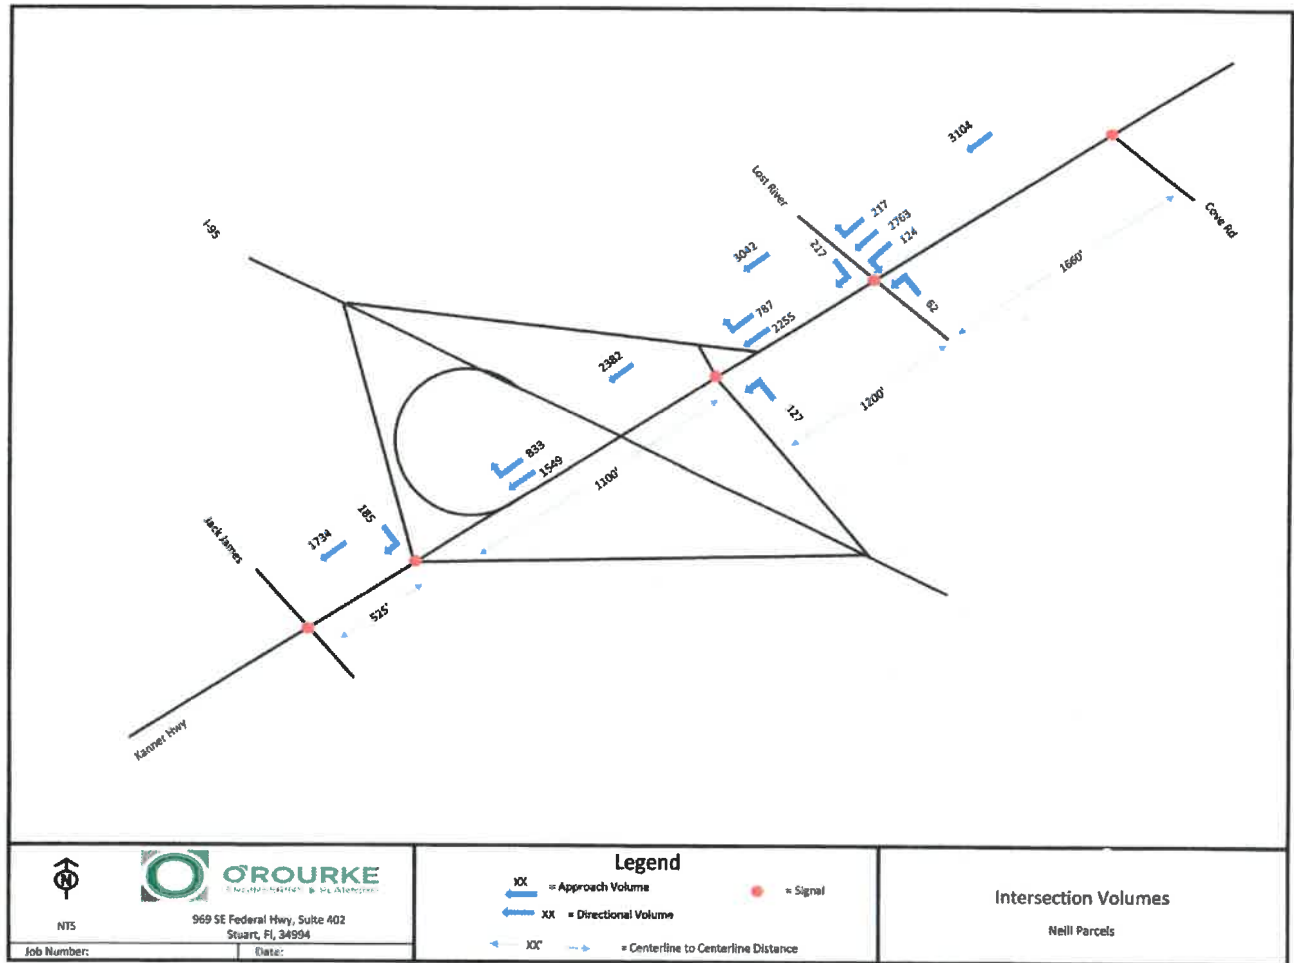 3104
Lost River
217
2763
124
217
62
Cove Rd
1660'
I-95
3042
787
2255
2382
127
1200'
833
1549
1100'
185
1734
Jack James
525'
Kanner Hwy
NTS
O'ROURKE
ENGINEERING & PLANNING
969 SE Federal Hwy, Suite 402
Stuart, Fl, 34994
Job Number:
Date:
Legend
XX = Approach Volume
XX = Directional Volume
XX' = Centerline to Centerline Distance
= Signal
Intersection Volumes
Neill Parcels
N